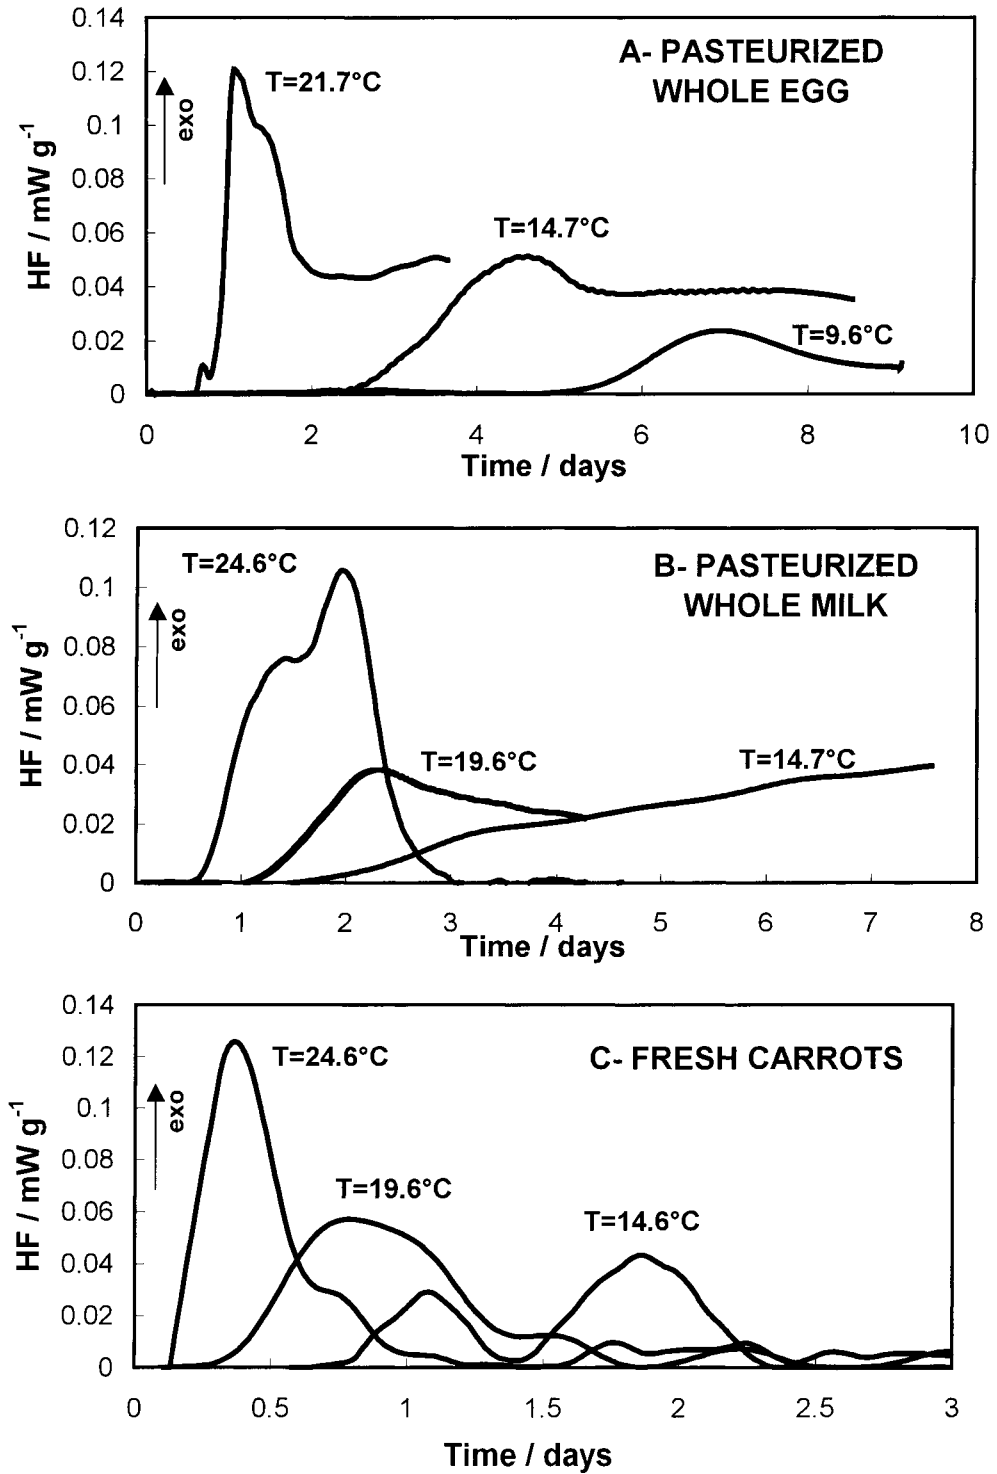 0.14
A- PASTEURIZED
WHOLE EGG
0.12
T=21.7°C
exo
0.1
HF / mW g-1
0.08
0.06
T=14.7°C
0.04
T=9.6°C
0.02
0
0 2 4 6 8 10
Time / days
0.12
T=24.6°C
B- PASTEURIZED
WHOLE MILK
0.1
exo
0.08
HF / mW g-1
0.06
0.04
T=19.6°C
T=14.7°C
0.02
0
0 1 2 3 4 5 6 7 8
Time / days
0.14
0.12
T=24.6°C
C- FRESH CARROTS
0.1
exo
0.08
HF / mW g-1
T=19.6°C
0.06
T=14.6°C
0.04
0.02
0
0 0.5 1 1.5 2 2.5 3
Time / days